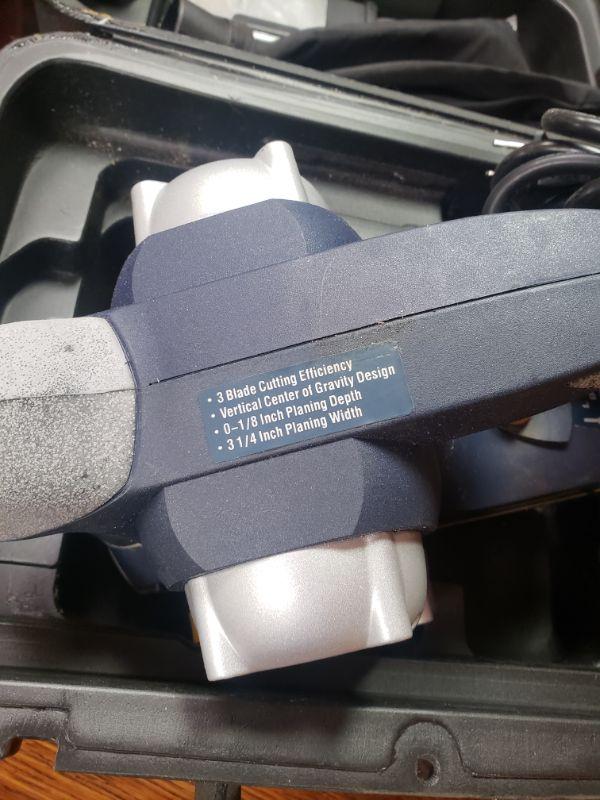 • 3 Blade Cutting Efficiency
• Vertical Center of Gravity Design
• 0–1/8 Inch Planing Depth
• 3 1/4 Inch Planing Width